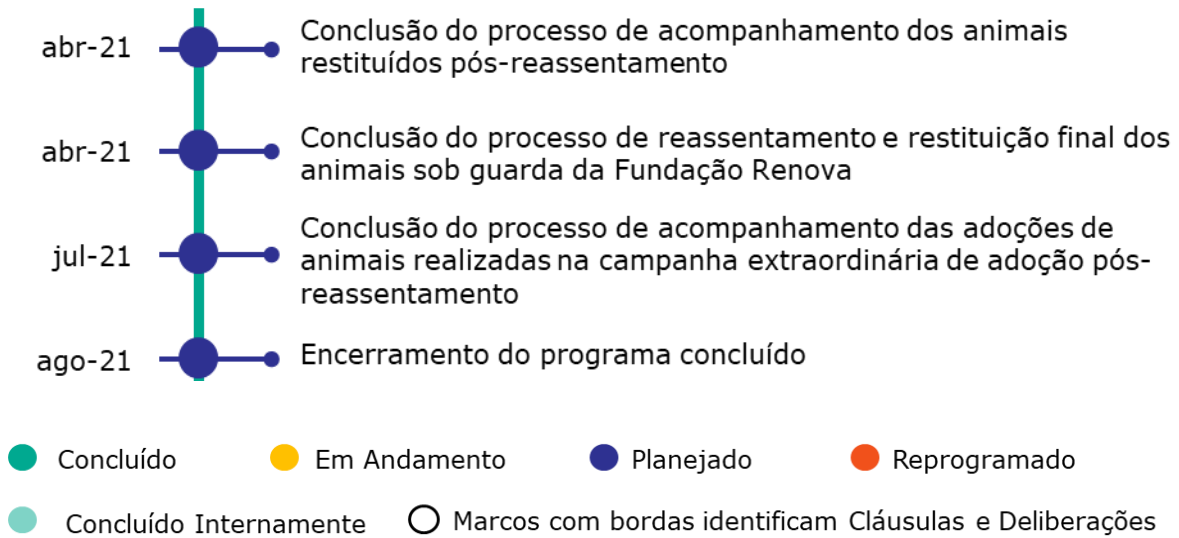 abr-21
Conclusão do processo de acompanhamento dos animais
restituídos pós-reassentamento
abr-21
Conclusão do processo de reassentamento e restituição final dos
animais sob guarda da Fundação Renova
jul-21
Conclusão do processo de acompanhamento das adoções de
animais realizadas na campanha extraordinária de adoção pós-
reassentamento
ago-21
Encerramento do programa concluído
Concluído
Em Andamento
Planejado
Reprogramado
Concluído Internamente
Marcos com bordas identificam Cláusulas e Deliberações